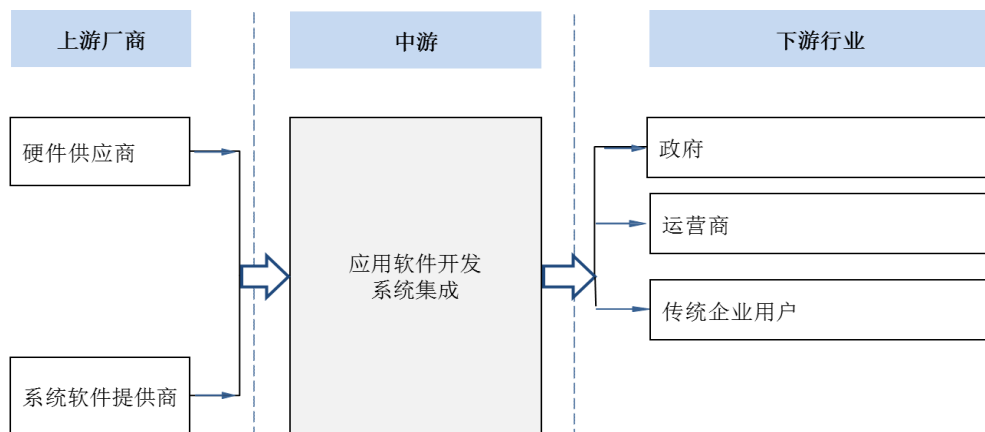 上游厂商
中游
下游行业
硬件供应商
系统软件提供商
应用软件开发
系统集成
政府
运营商
传统企业用户